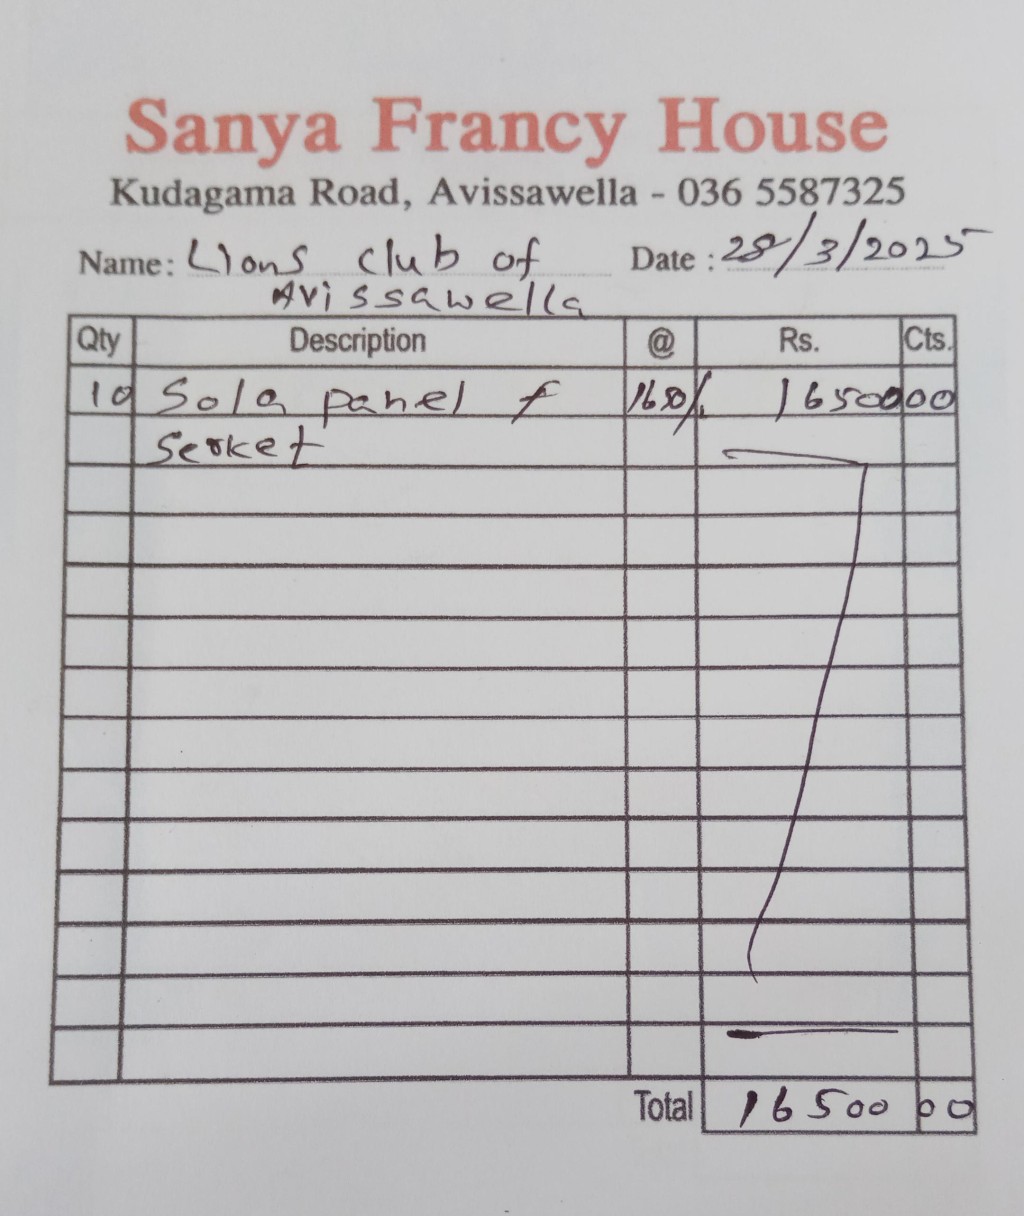 Sanya Francy House
Kudagama Road, Avissawella - 036 5587325
Name: Lions club of Date: 28/3/2025
Avissawella
Qty Description @ Rs. Cts.
10 Sola panel f 1650/. 16500 00
Serket
Total 16500 00